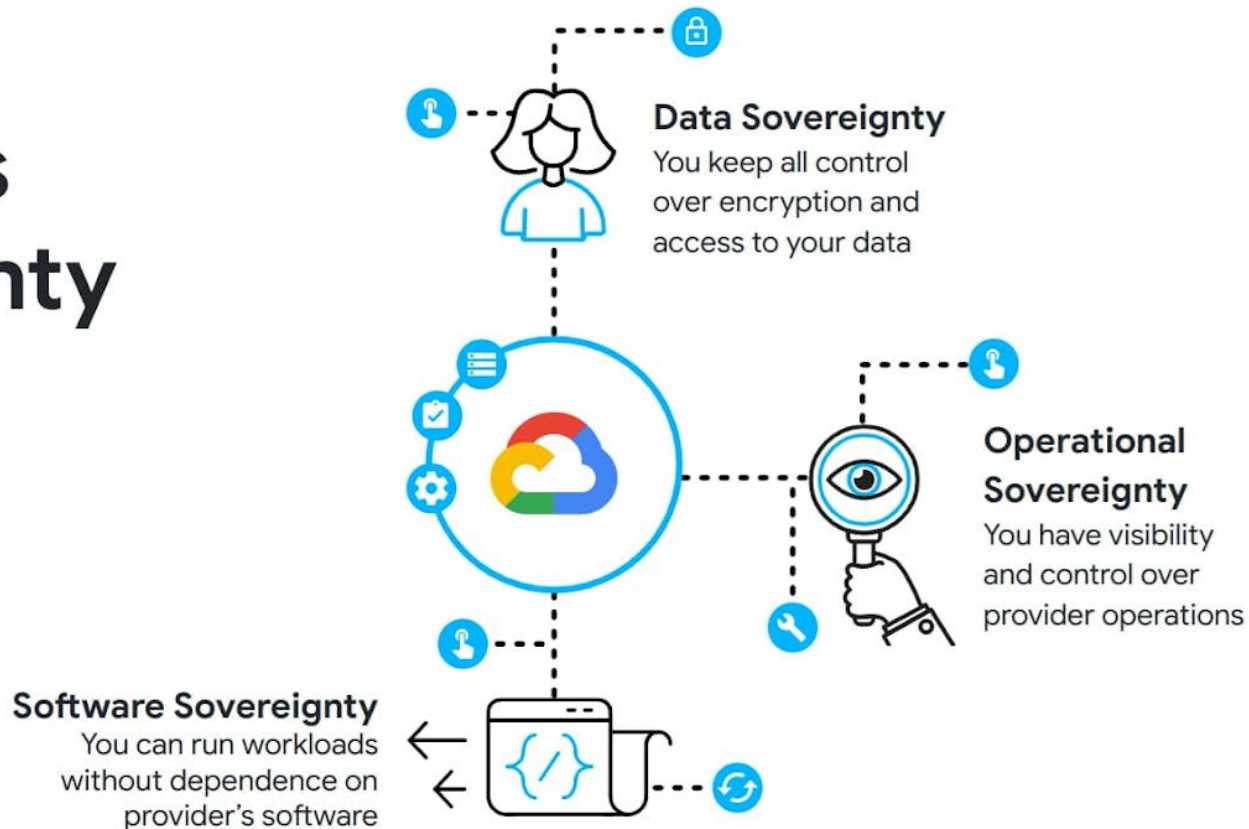 Data Sovereignty
You keep all control
over encryption and
access to your data
Operational
Sovereignty
You have visibility
and control over
provider operations
Software Sovereignty
You can run workloads
without dependence on
provider's software